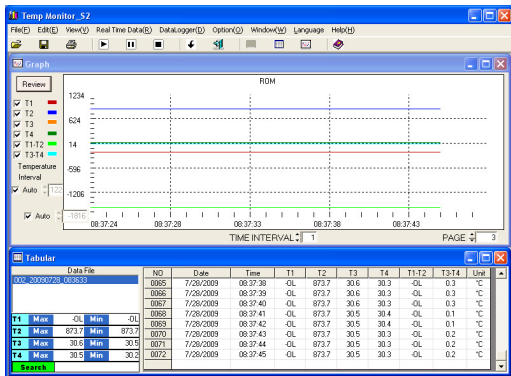 Temp Monitor_S2
File(F) Edit(E) View(V) Real Time Data(R) DataLogger(D) Option(O) Window(W) Language Help(H)
Graph
Review
ROM
T1
T2
T3
T4
T1-T2
T3-T4
Temperature
Interval
Auto 122
Auto
1234
624
14
-596
-1206
-1816
08:37:24 08:37:28 08:37:33 08:37:38 08:37:43
TIME INTERVAL: 1 PAGE 3
Tabular
Data File
002_20090728_083633
T1 Max -OL Min -OL
T2 Max 873.7 Min 873.7
T3 Max 30.6 Min 30.5
T4 Max 30.5 Min 30.2
Search
NO Date Time T1 T2 T3 T4 T1-T2 T3-T4 Unit
0065 7/28/2009 08:37:38 -OL 873.7 30.6 30.3 -OL 0.3 °C
0066 7/28/2009 08:37:39 -OL 873.7 30.6 30.3 -OL 0.3 °C
0067 7/28/2009 08:37:40 -OL 873.7 30.6 30.3 -OL 0.3 °C
0068 7/28/2009 08:37:41 -OL 873.7 30.5 30.4 -OL 0.1 °C
0069 7/28/2009 08:37:42 -OL 873.7 30.5 30.4 -OL 0.1 °C
0070 7/28/2009 08:37:43 -OL 873.7 30.5 30.3 -OL 0.2 °C
0071 7/28/2009 08:37:44 -OL 873.7 30.5 30.3 -OL 0.2 °C
0072 7/28/2009 08:37:45 -OL 873.7 30.5 30.3 -OL 0.2 °C